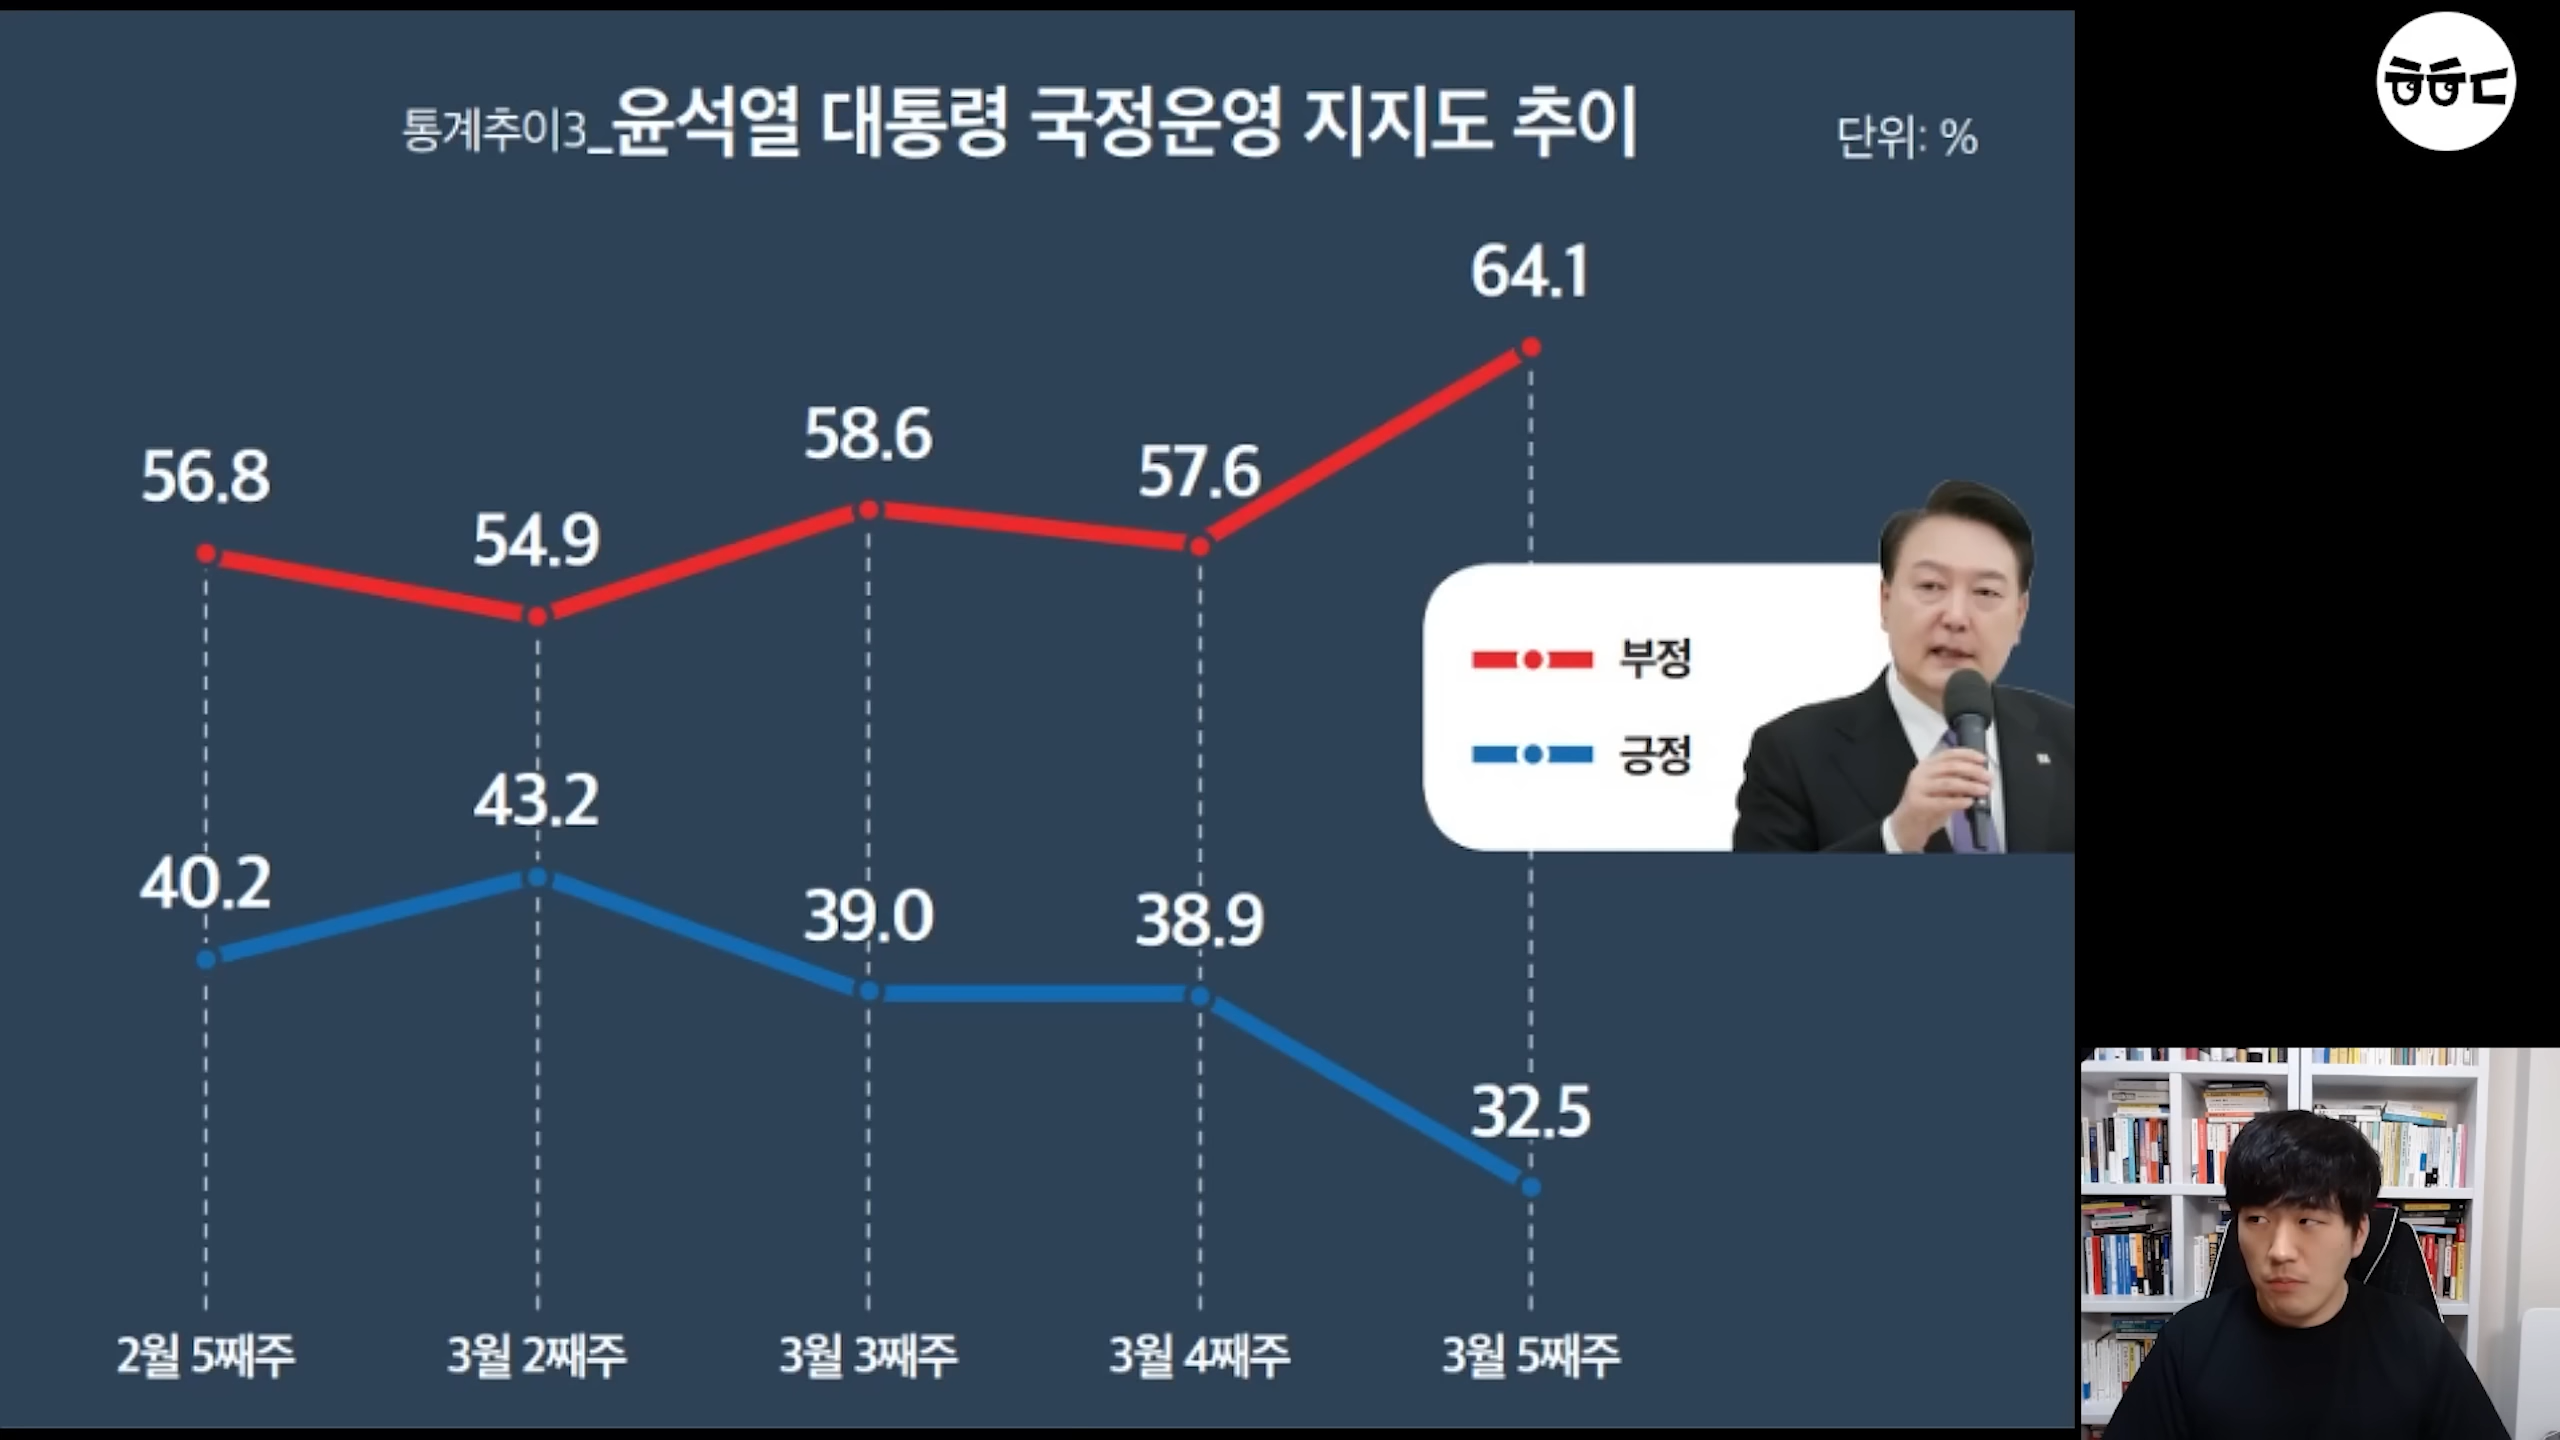 통계추이3_윤석열 대통령 국정운영 지지도 추이
단위: %
ㅎㅎㄷ
64.1
58.6
57.6
56.8
54.9
부정
긍정
43.2
40.2
39.0
38.9
32.5
2월 5째주
3월 2째주
3월 3째주
3월 4째주
3월 5째주